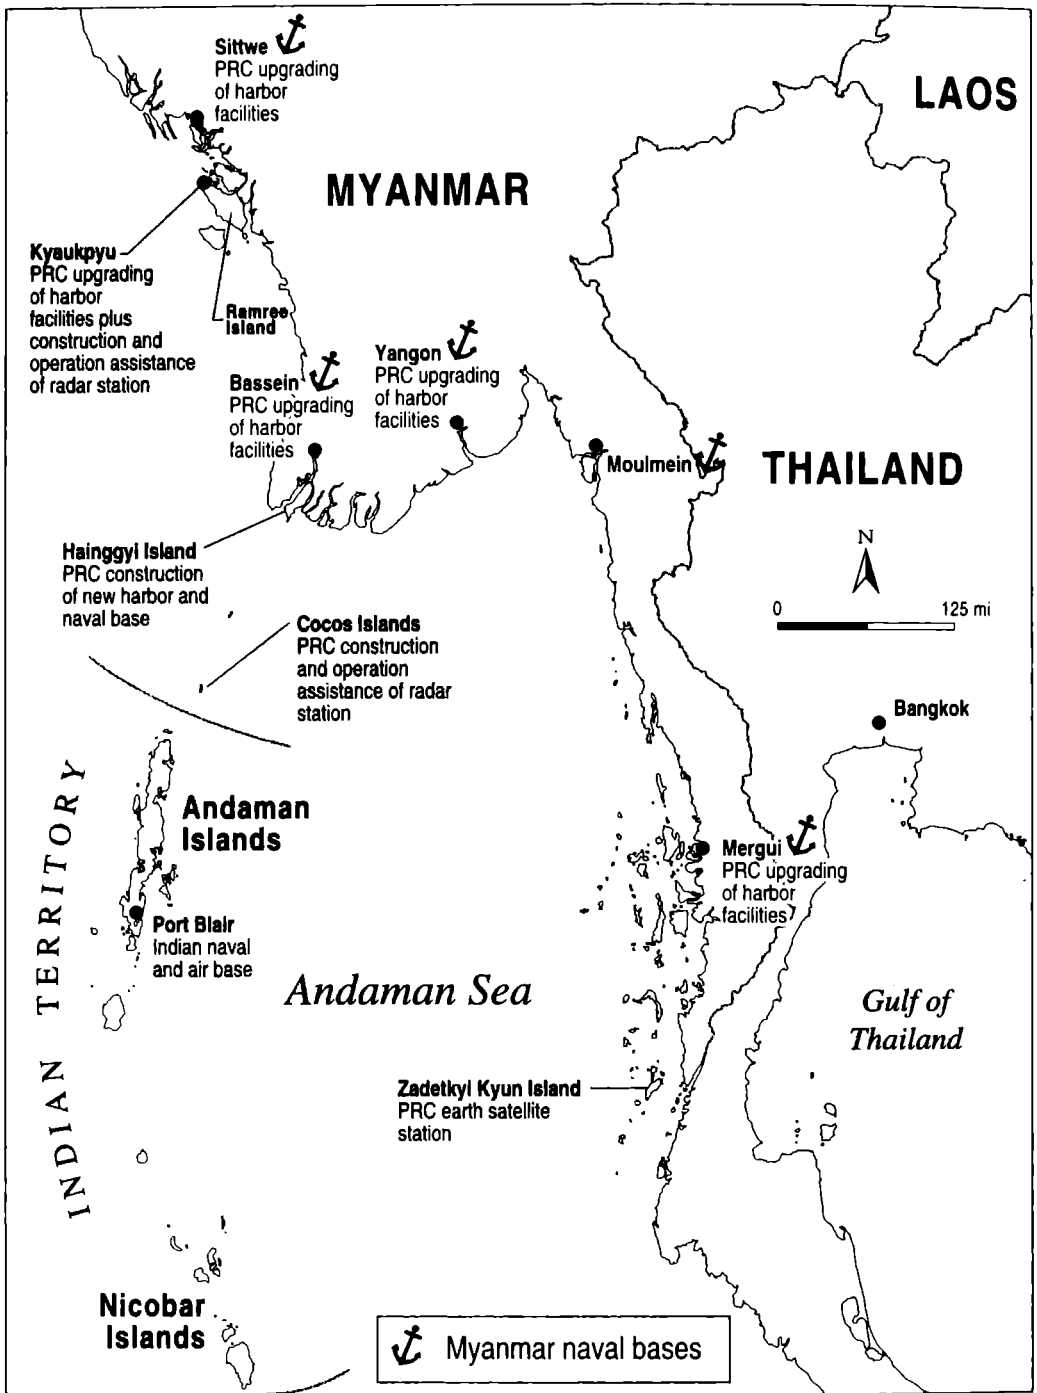 Sittwe
PRC upgrading
of harbor
facilities
LAOS
MYANMAR
Kyaukpyu
PRC upgrading
of harbor
facilities plus
construction and
operation assistance
of radar station
Ramree
Island
Yangon
PRC upgrading
of harbor
facilities
Bassein
PRC upgrading
of harbor
facilities
Moulmein
THAILAND
N
0 125 mi
Hainggyi Island
PRC construction
of new harbor and
naval base
Cocos Islands
PRC construction
and operation
assistance of radar
station
Bangkok
INDIAN TERRITORY
Andaman
Islands
Mergui
PRC upgrading
of harbor
facilities
Port Blair
Indian naval
and air base
Andaman Sea
Gulf of
Thailand
Zadetkyi Kyun Island
PRC earth satellite
station
Nicobar
Islands
Myanmar naval bases